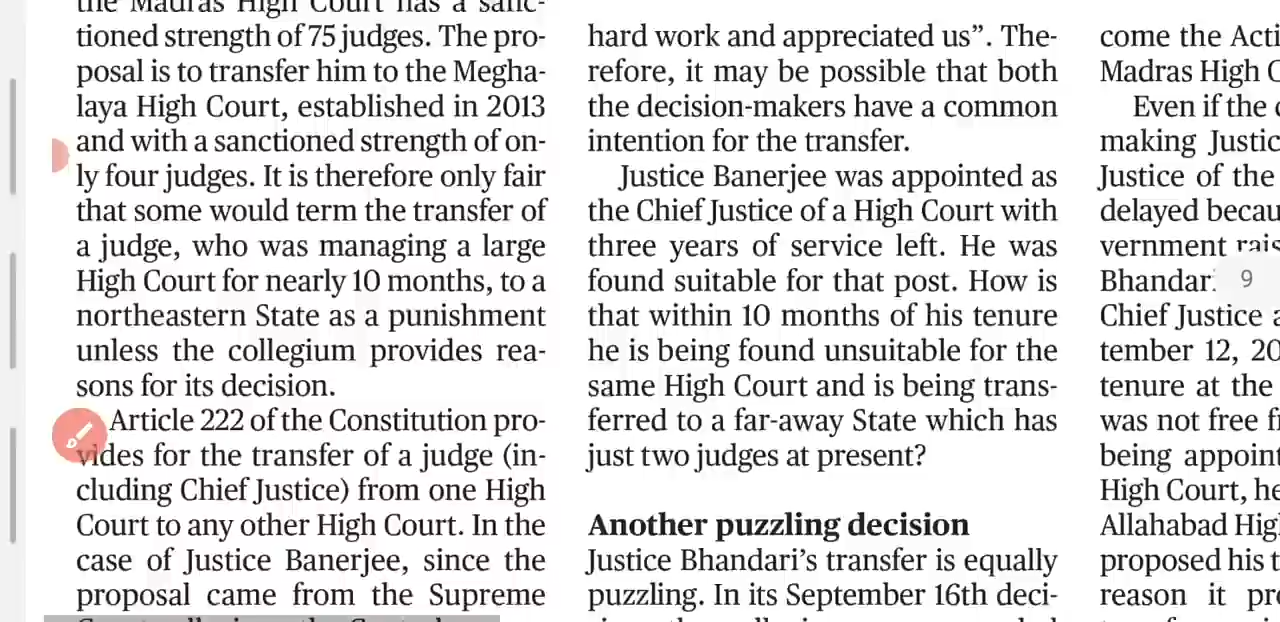 the Madras High Court has a sanc-
tioned strength of 75 judges. The pro-
posal is to transfer him to the Megha-
laya High Court, established in 2013
and with a sanctioned strength of on-
ly four judges. It is therefore only fair
that some would term the transfer of
a judge, who was managing a large
High Court for nearly 10 months, to a
northeastern State as a punishment
unless the collegium provides rea-
sons for its decision.
Article 222 of the Constitution pro-
vides for the transfer of a judge (in-
cluding Chief Justice) from one High
Court to any other High Court. In the
case of Justice Banerjee, since the
proposal came from the Supreme
hard work and appreciated us”. The-
refore, it may be possible that both
the decision-makers have a common
intention for the transfer.
Justice Banerjee was appointed as
the Chief Justice of a High Court with
three years of service left. He was
found suitable for that post. How is
that within 10 months of his tenure
he is being found unsuitable for the
same High Court and is being trans-
ferred to a far-away State which has
just two judges at present?
Another puzzling decision
Justice Bhandari’s transfer is equally
puzzling. In its September 16th deci-
come the Acti
Madras High C
Even if the c
making Justic
Justice of the
delayed becau
vernment rais
Bhandar
9
Chief Justice a
tember 12, 20
tenure at the
was not free f
being appoint
High Court, he
Allahabad Hig
proposed his t
reason it pr